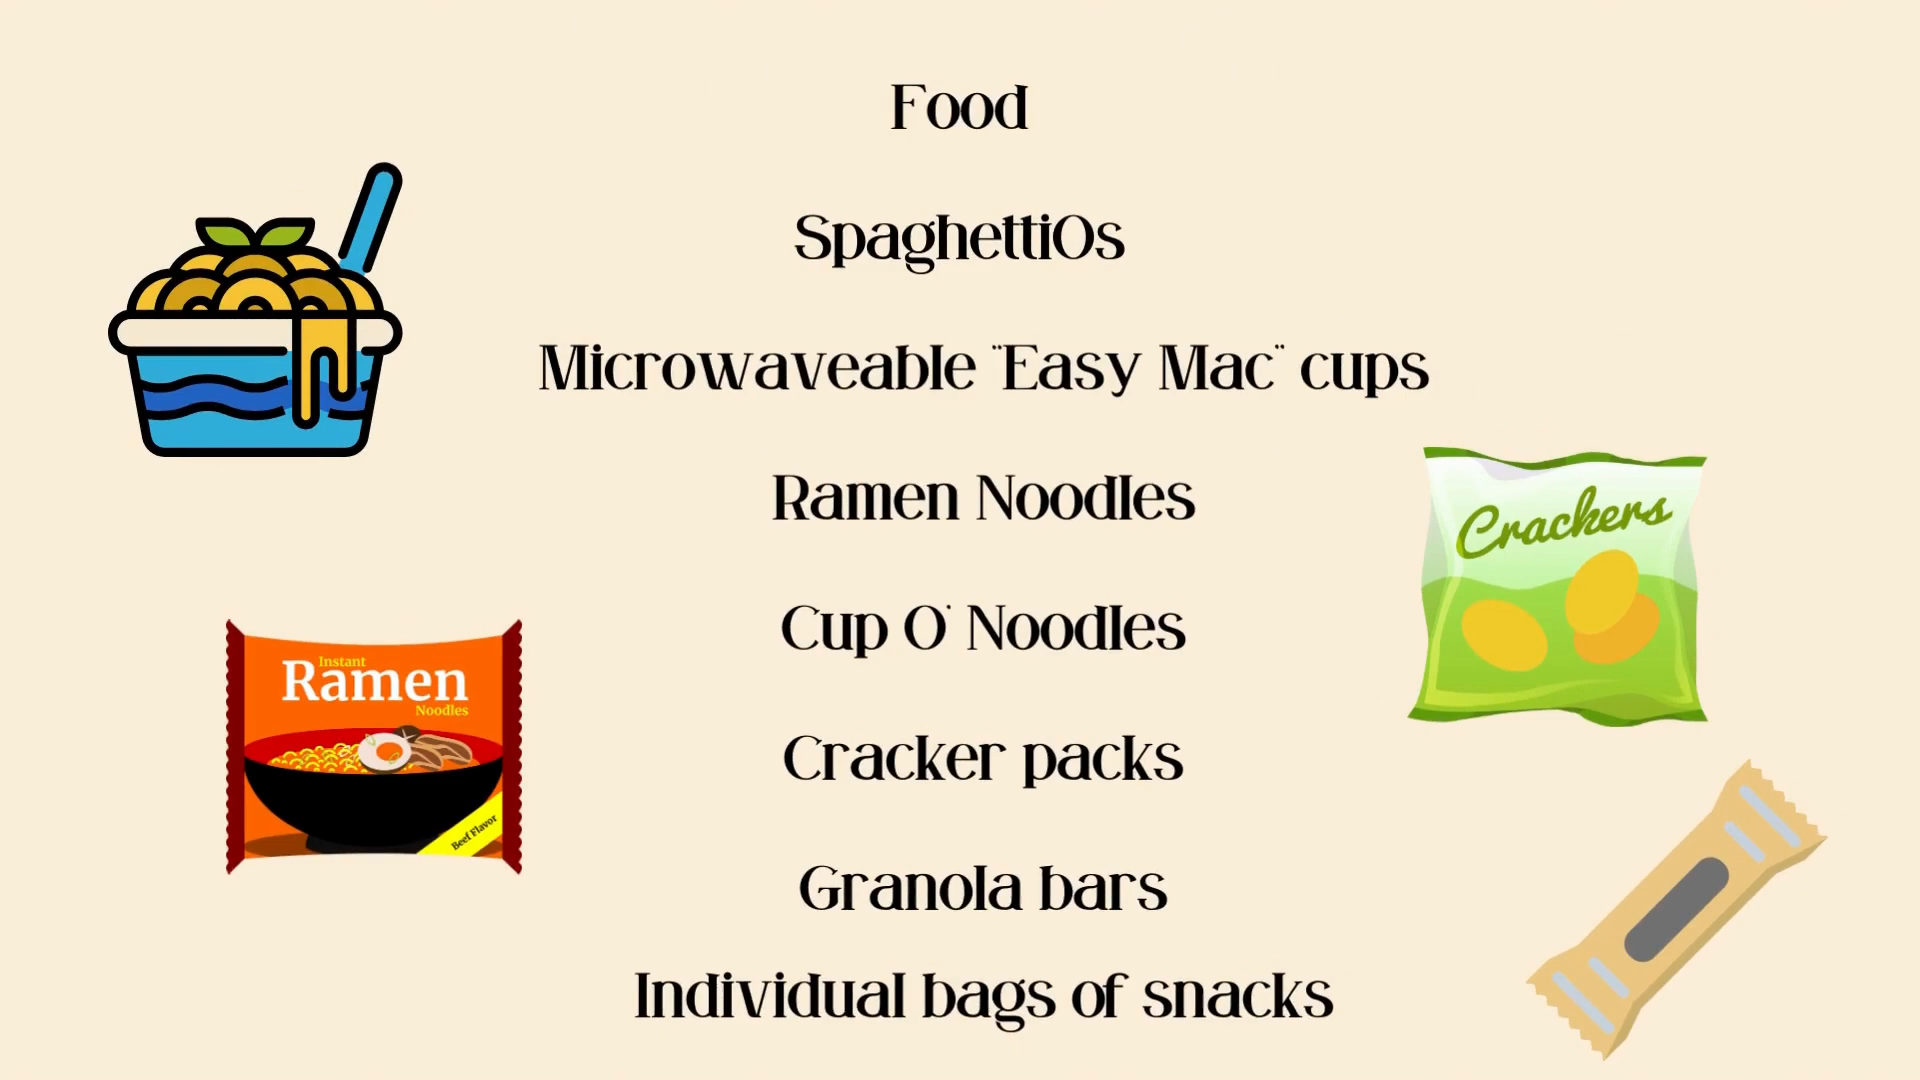 Food
SpaghettiOs
Microwaveable "Easy Mac" cups
Ramen Noodles
Crackers
Cup O' Noodles
Instant
Ramen
Noodles
Beef Flavor
Cracker packs
Granola bars
Individual bags of snacks